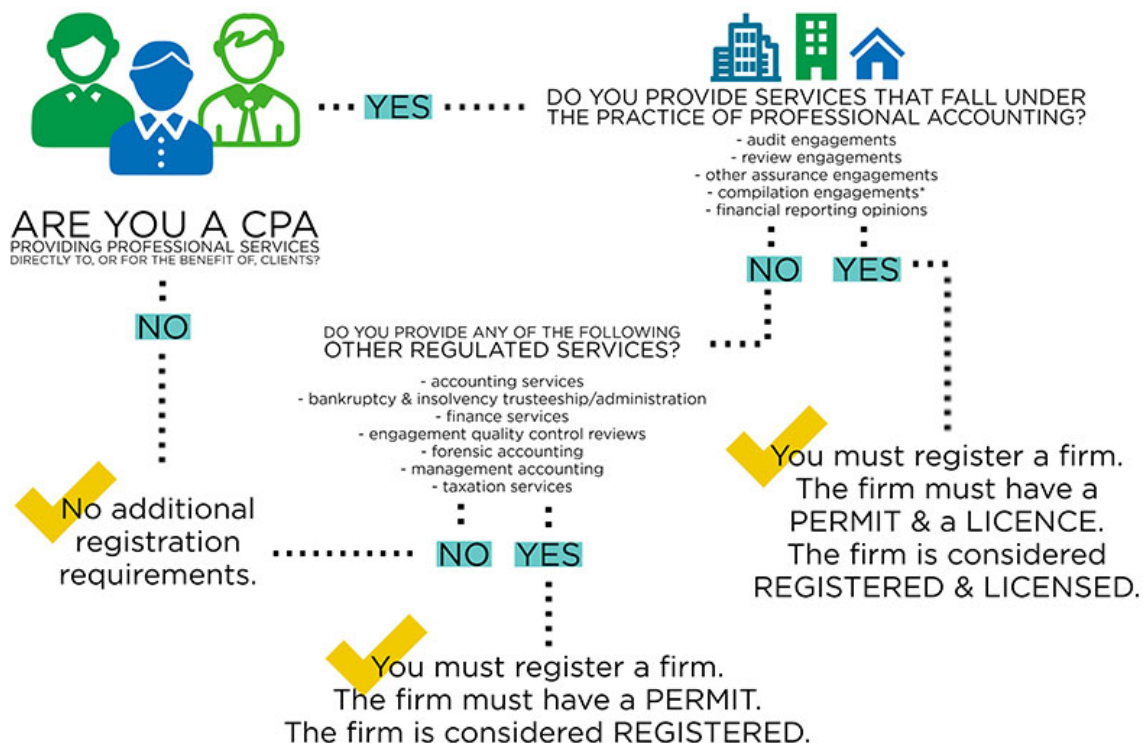 YES
DO YOU PROVIDE SERVICES THAT FALL UNDER
THE PRACTICE OF PROFESSIONAL ACCOUNTING?
- audit engagements
- review engagements
- other assurance engagements
- compilation engagements*
- financial reporting opinions
ARE YOU A CPA
PROVIDING PROFESSIONAL SERVICES
DIRECTLY TO, OR FOR THE BENEFIT OF, CLIENTS?
NO YES
NO
DO YOU PROVIDE ANY OF THE FOLLOWING
OTHER REGULATED SERVICES?
- accounting services
- bankruptcy & insolvency trusteeship/administration
- finance services
- engagement quality control reviews
- forensic accounting
- management accounting
- taxation services
You must register a firm.
The firm must have a
PERMIT & a LICENCE.
The firm is considered
REGISTERED & LICENSED.
No additional
registration
requirements.
NO YES
You must register a firm.
The firm must have a PERMIT.
The firm is considered REGISTERED.